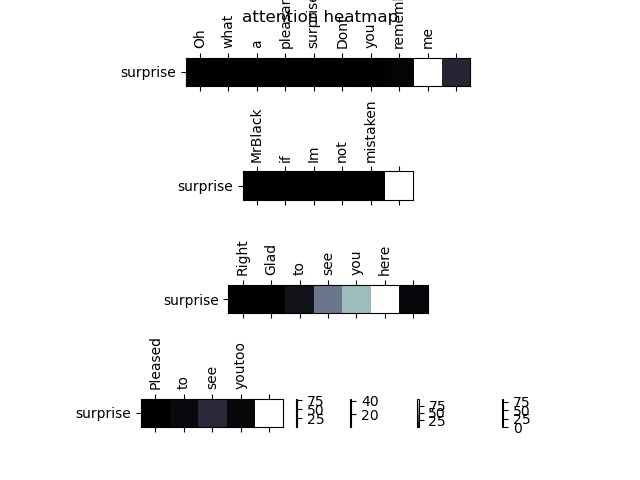 attention heatmap
Oh what a surprise Dont you me
surprise
MrBlack if Im not mistaken
surprise
Right Glad to see you here
surprise
Pleased to see youtoo
surprise
75 50 25
40 20
75 50 25
75 50 25 0